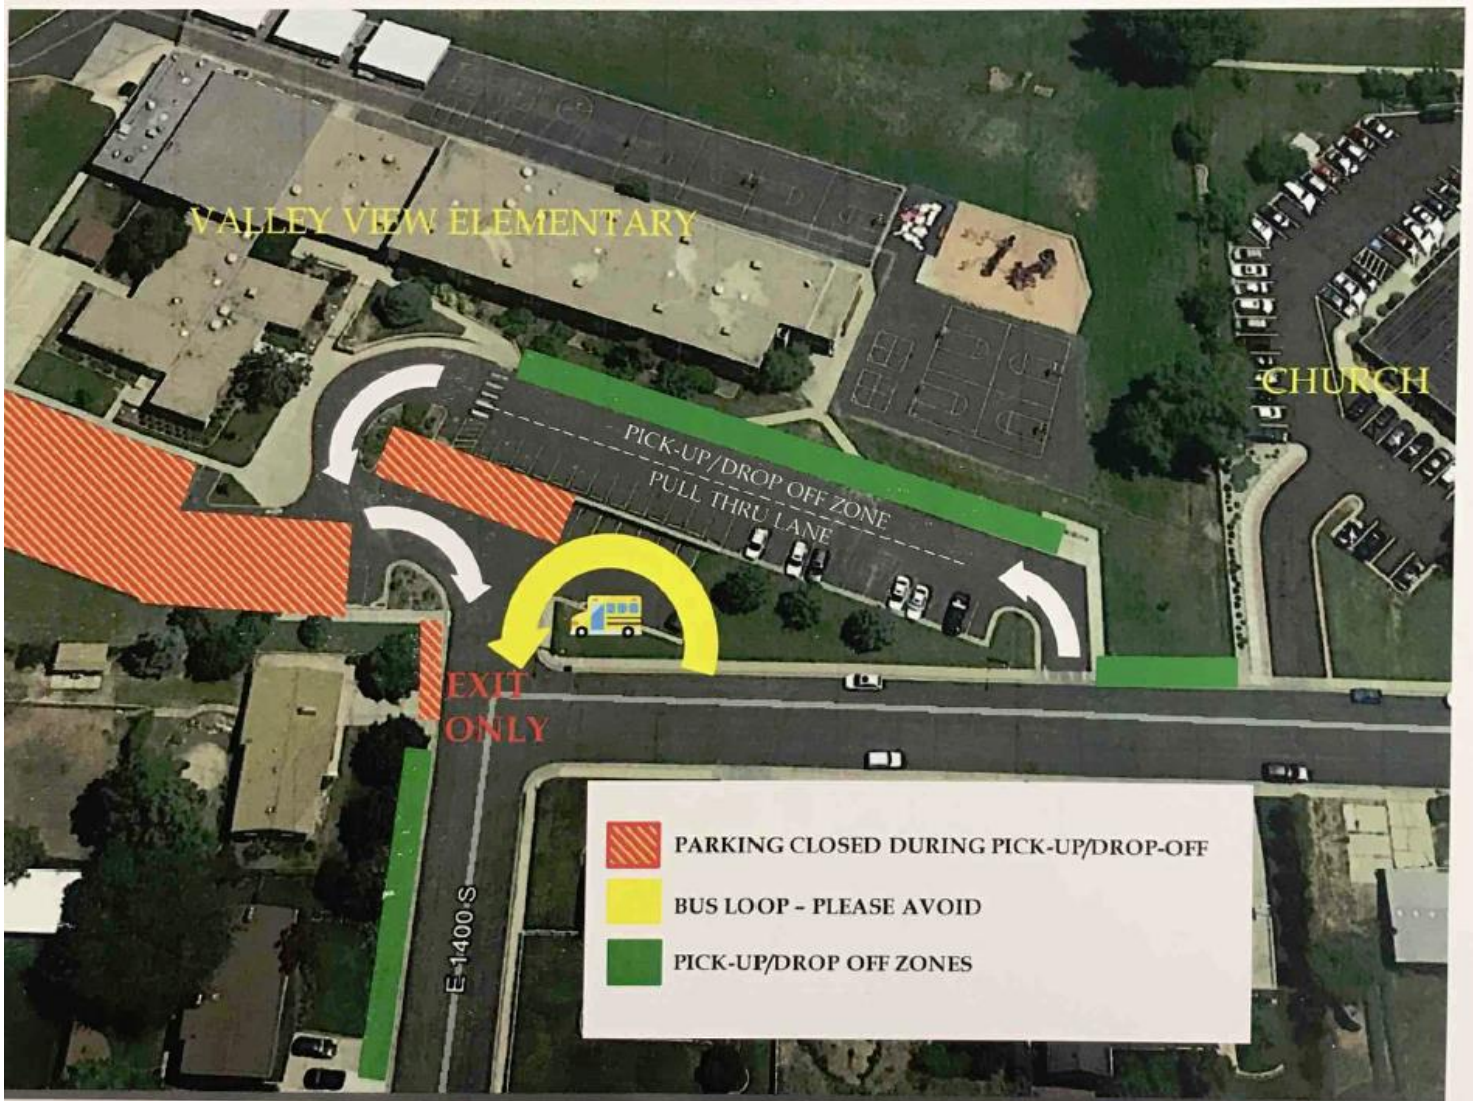 VALLEY VIEW ELEMENTARY
CHURCH
PICK-UP/DROP OFF ZONE
PULL THRU LANE
EXIT
ONLY
E 1400 S
PARKING CLOSED DURING PICK-UP/DROP-OFF
BUS LOOP – PLEASE AVOID
PICK-UP/DROP OFF ZONES